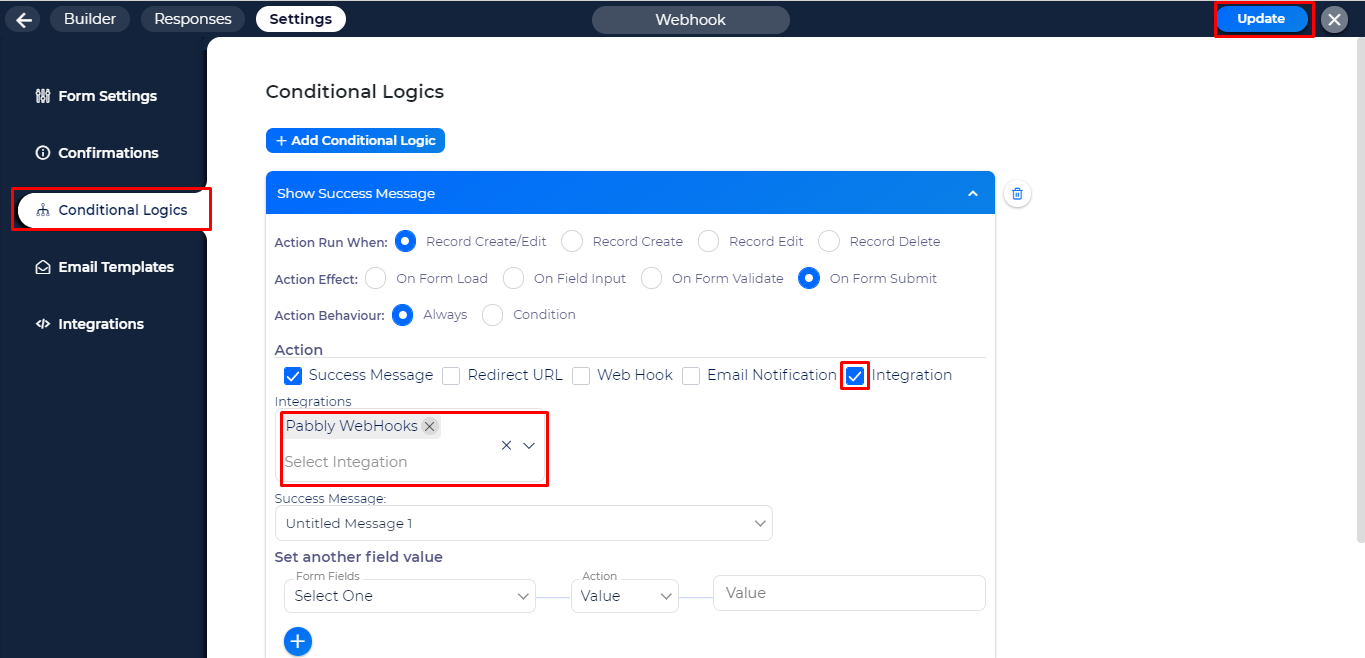 Builder Responses Settings Webhook Update
Form Settings
Confirmations
Conditional Logics
Email Templates
Integrations
Conditional Logics
+ Add Conditional Logic
Show Success Message
Action Run When: Record Create/Edit Record Create Record Edit Record Delete
Action Effect: On Form Load On Field Input On Form Validate On Form Submit
Action Behaviour: Always Condition
Action
Success Message Redirect URL Web Hook Email Notification Integration
Integrations
Pabbly WebHooks
Select Integation
Success Message:
Untitled Message 1
Set another field value
Form Fields Action
Select One Value Value